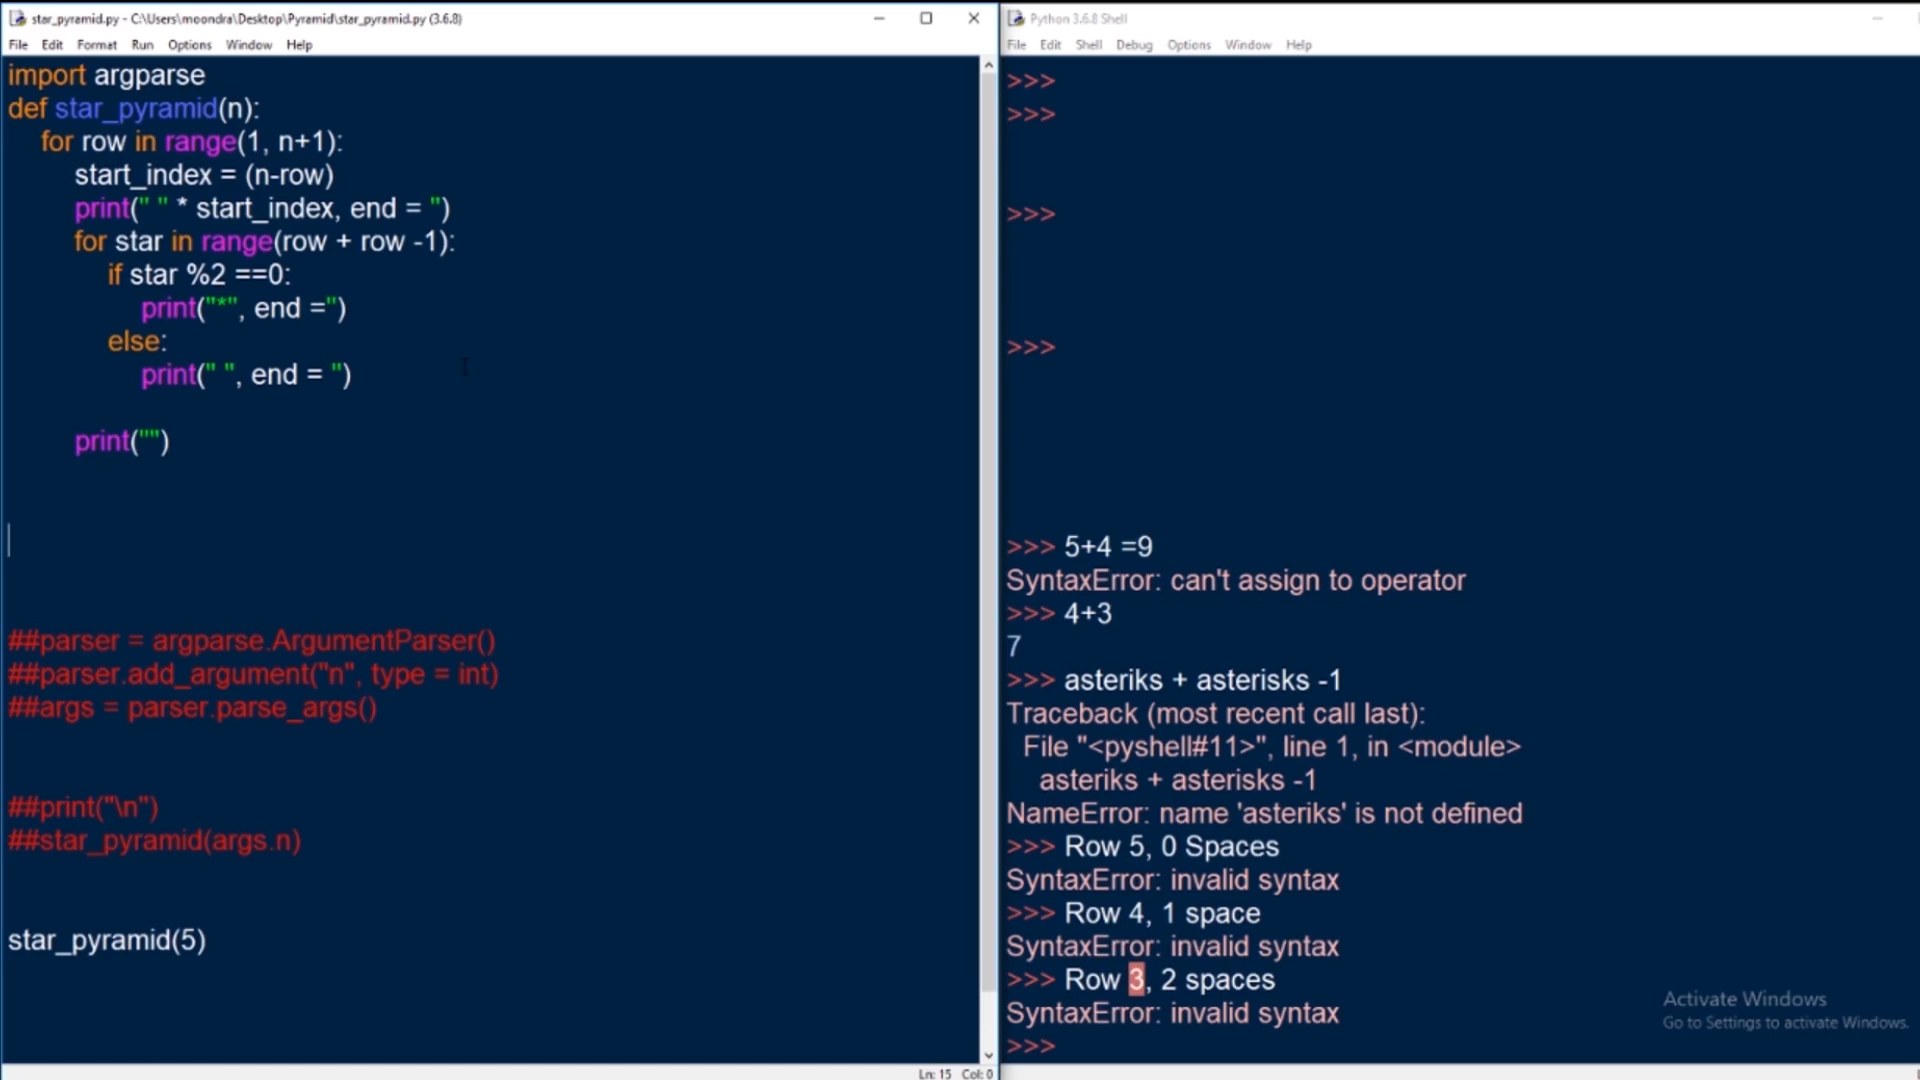 star_pyramid.py - C:\Users\moondra\Desktop\Pyramid\star_pyramid.py (3.6.8)
File Edit Format Run Options Window Help
import argparse
def star_pyramid(n):
    for row in range(1, n+1):
        start_index = (n-row)
        print(" " * start_index, end = '')
        for star in range(row + row -1):
            if star %2 ==0:
                print("*", end ='')
            else:
                print(" ", end = '')
        print("")
##parser = argparse.ArgumentParser()
##parser.add_argument("n", type = int)
##args = parser.parse_args()
##print("\n")
##star_pyramid(args.n)
star_pyramid(5)
Ln: 15 Col: 0
Python 3.6.8 Shell
File Edit Shell Debug Options Window Help
>>>
>>>
>>>
>>>
>>> 5+4 =9
SyntaxError: can't assign to operator
>>> 4+3
7
>>> asteriks + asterisks -1
Traceback (most recent call last):
  File "<pyshell#11>", line 1, in <module>
    asteriks + asterisks -1
NameError: name 'asteriks' is not defined
>>> Row 5, 0 Spaces
SyntaxError: invalid syntax
>>> Row 4, 1 space
SyntaxError: invalid syntax
>>> Row 3, 2 spaces
SyntaxError: invalid syntax
>>>
Activate Windows
Go to Settings to activate Windows.